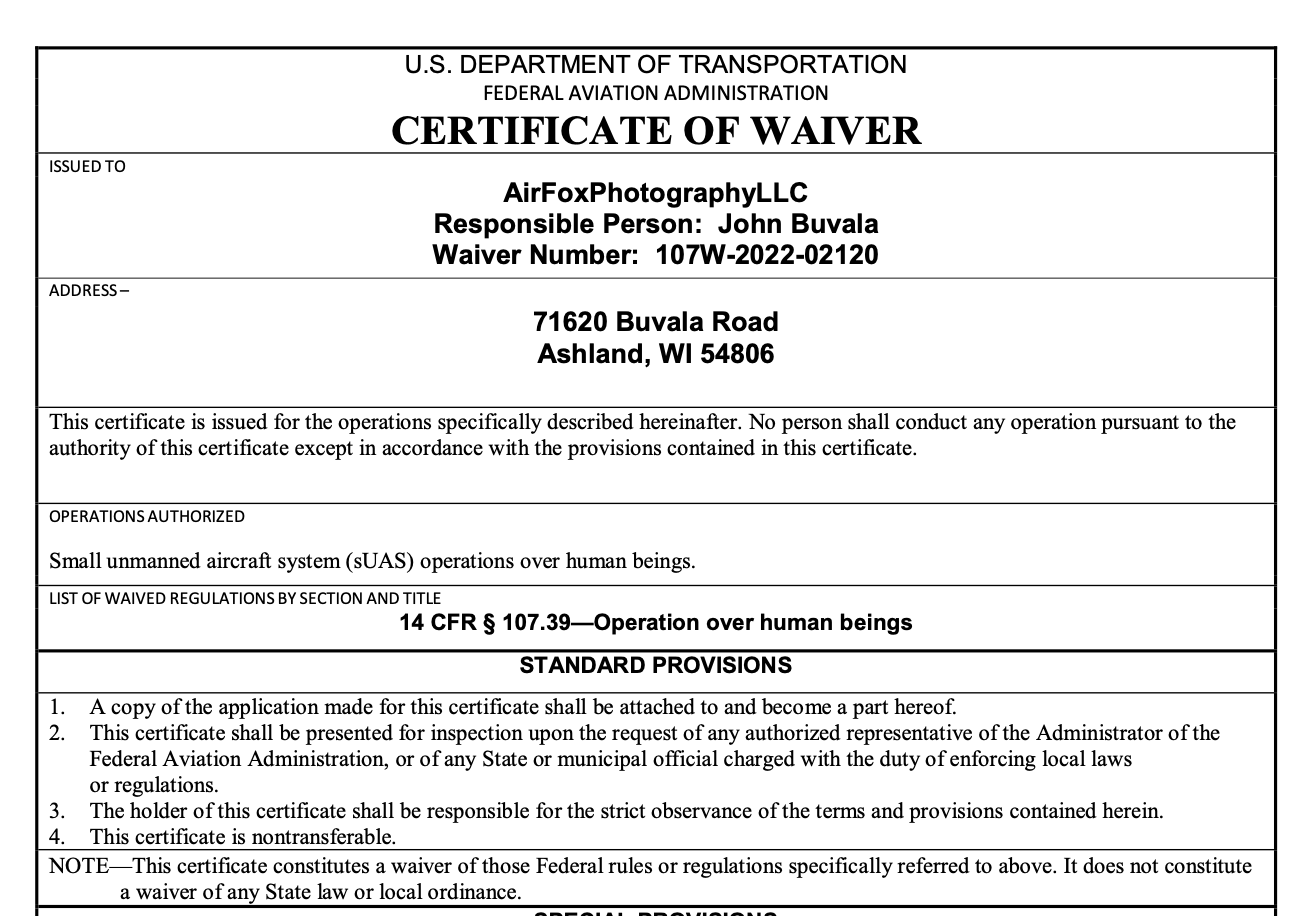 U.S. DEPARTMENT OF TRANSPORTATION
FEDERAL AVIATION ADMINISTRATION
CERTIFICATE OF WAIVER
ISSUED TO
AirFoxPhotographyLLC
Responsible Person:  John Buvala
Waiver Number:  107W-2022-02120
ADDRESS –
71620 Buvala Road
Ashland, WI 54806
This certificate is issued for the operations specifically described hereinafter. No person shall conduct any operation pursuant to the
authority of this certificate except in accordance with the provisions contained in this certificate.
OPERATIONS AUTHORIZED
Small unmanned aircraft system (sUAS) operations over human beings.
LIST OF WAIVED REGULATIONS BY SECTION AND TITLE
14 CFR § 107.39—Operation over human beings
STANDARD PROVISIONS
1. A copy of the application made for this certificate shall be attached to and become a part hereof.
2. This certificate shall be presented for inspection upon the request of any authorized representative of the Administrator of the
Federal Aviation Administration, or of any State or municipal official charged with the duty of enforcing local laws
or regulations.
3. The holder of this certificate shall be responsible for the strict observance of the terms and provisions contained herein.
4. This certificate is nontransferable.
NOTE—This certificate constitutes a waiver of those Federal rules or regulations specifically referred to above. It does not constitute
a waiver of any State law or local ordinance.
SPECIAL PROVISIONS